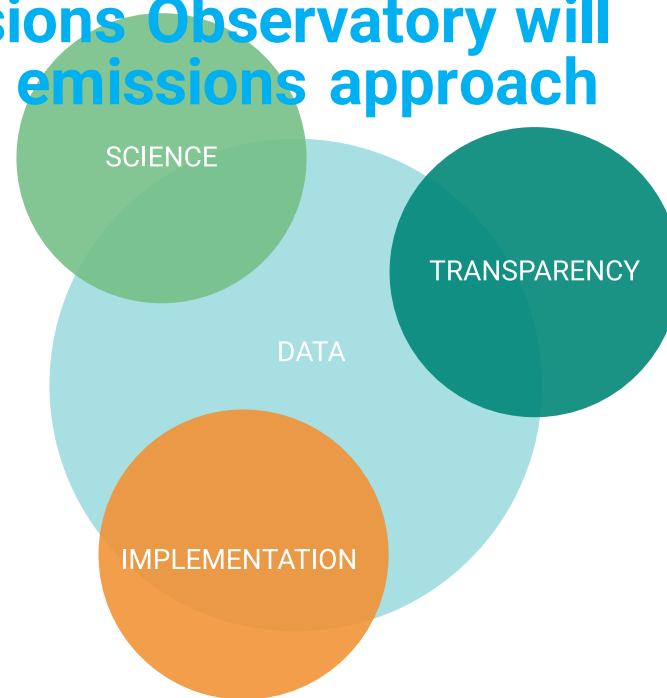 sions Observatory will
emissions approach
SCIENCE
TRANSPARENCY
DATA
IMPLEMENTATION